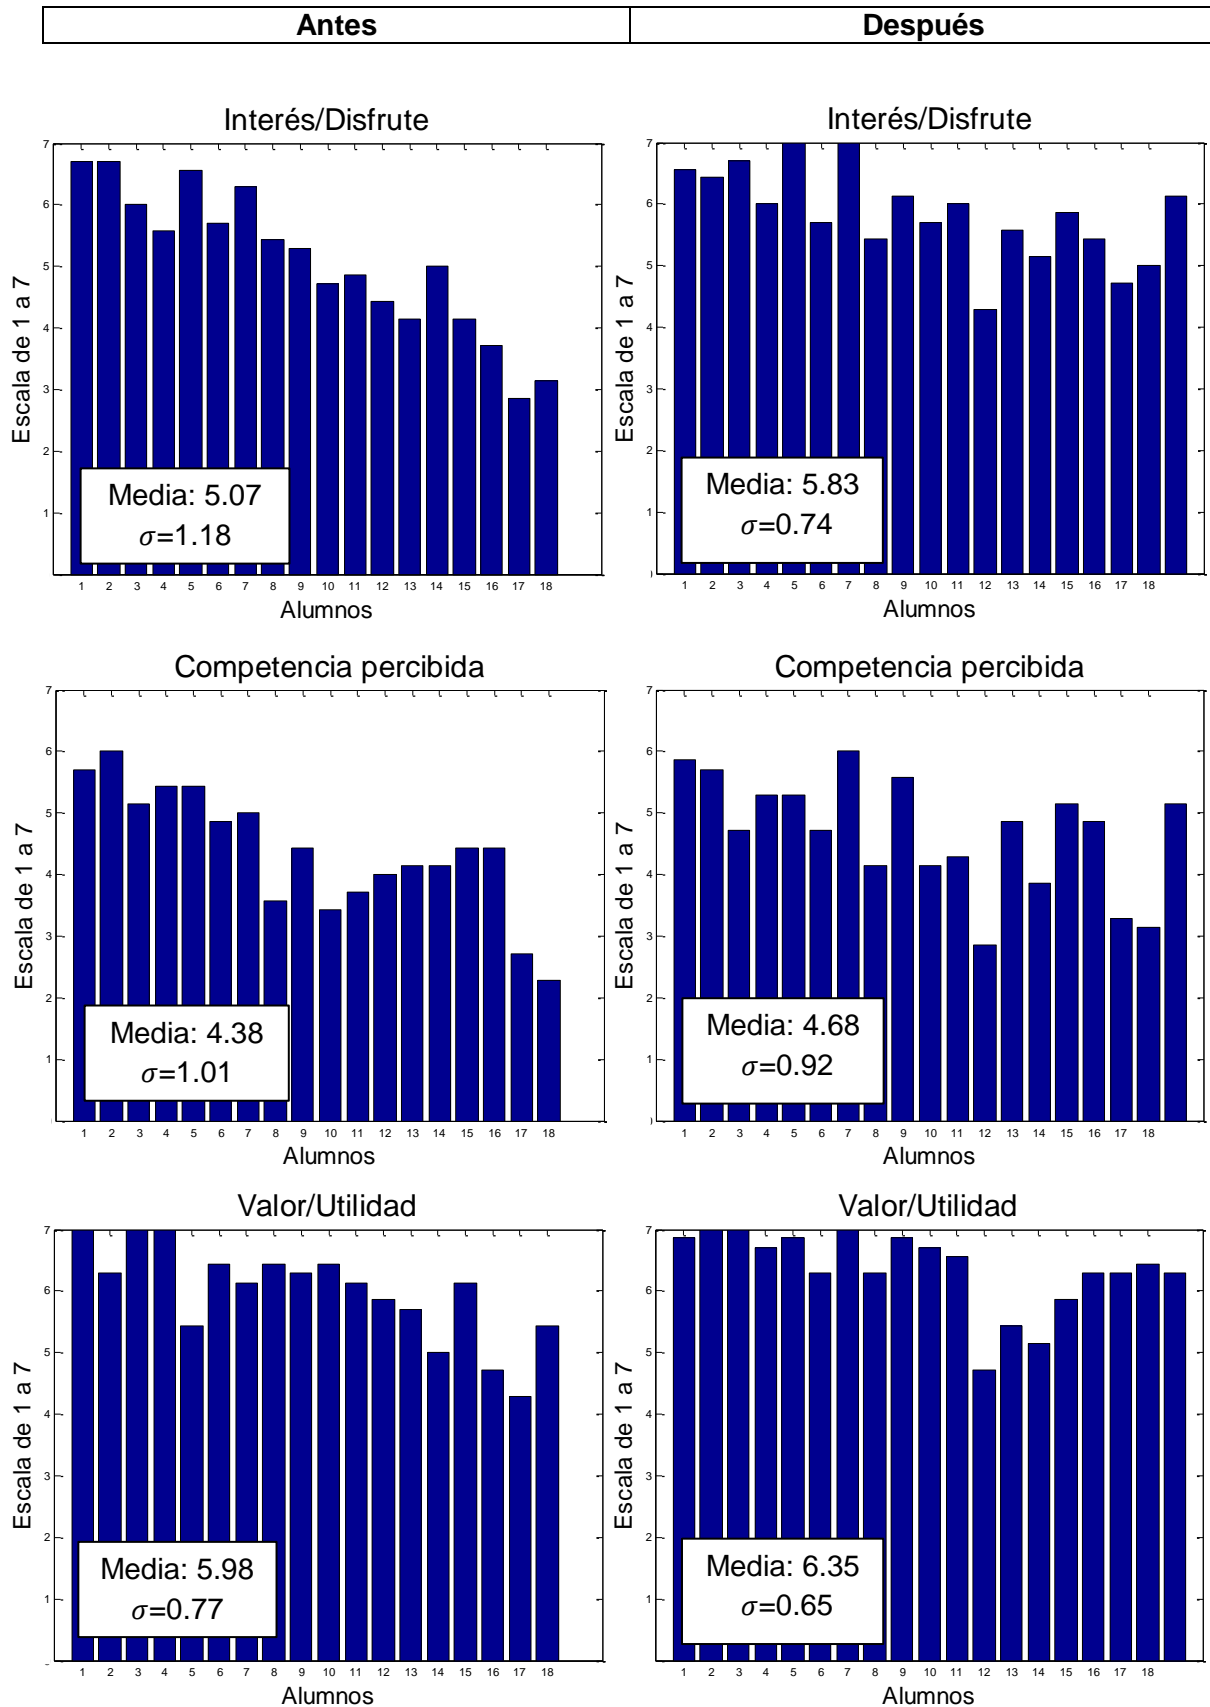 Antes Después
Interés/Disfrute
7
6
5
4
3
2
1
Escala de 1 a 7
Media: 5.07
σ=1.18
1 2 3 4 5 6 7 8 9 10 11 12 13 14 15 16 17 18
Alumnos
Interés/Disfrute
7
6
5
4
3
2
1
Escala de 1 a 7
Media: 5.83
σ=0.74
1 2 3 4 5 6 7 8 9 10 11 12 13 14 15 16 17 18
Alumnos
Competencia percibida
7
6
5
4
3
2
1
Escala de 1 a 7
Media: 4.38
σ=1.01
1 2 3 4 5 6 7 8 9 10 11 12 13 14 15 16 17 18
Alumnos
Competencia percibida
7
6
5
4
3
2
1
Escala de 1 a 7
Media: 4.68
σ=0.92
1 2 3 4 5 6 7 8 9 10 11 12 13 14 15 16 17 18
Alumnos
Valor/Utilidad
7
6
5
4
3
2
1
Escala de 1 a 7
Media: 5.98
σ=0.77
1 2 3 4 5 6 7 8 9 10 11 12 13 14 15 16 17 18
Alumnos
Valor/Utilidad
7
6
5
4
3
2
1
Escala de 1 a 7
Media: 6.35
σ=0.65
1 2 3 4 5 6 7 8 9 10 11 12 13 14 15 16 17 18
Alumnos